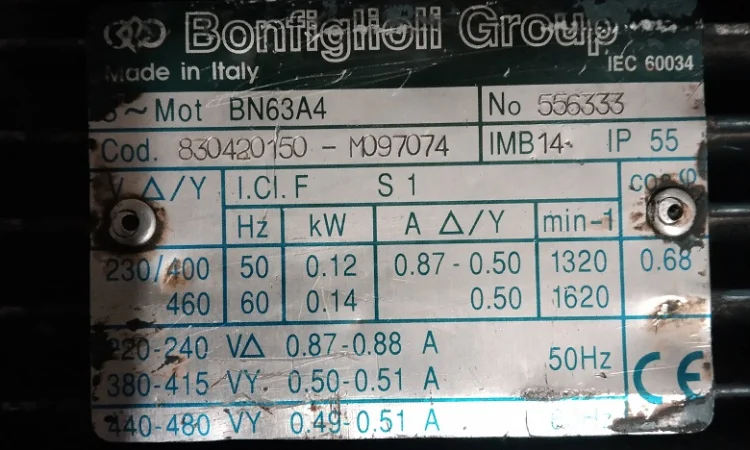 Bonfiglioli Group
Made in Italy IEC 60034
~ Mot BN63A4 No 556333
Cod. 830420150 - M097074 IMB14 IP 55
V Δ/Y I.Cl.F S1 cos φ
Hz kW A Δ/Y min-1
230/400 50 0.12 0.87 - 0.50 1320 0.68
460 60 0.14 0.50 1620
220-240 VΔ 0.87-0.88 A 50Hz
380-415 VY 0.50-0.51 A CE
440-480 VY 0.49-0.51 A